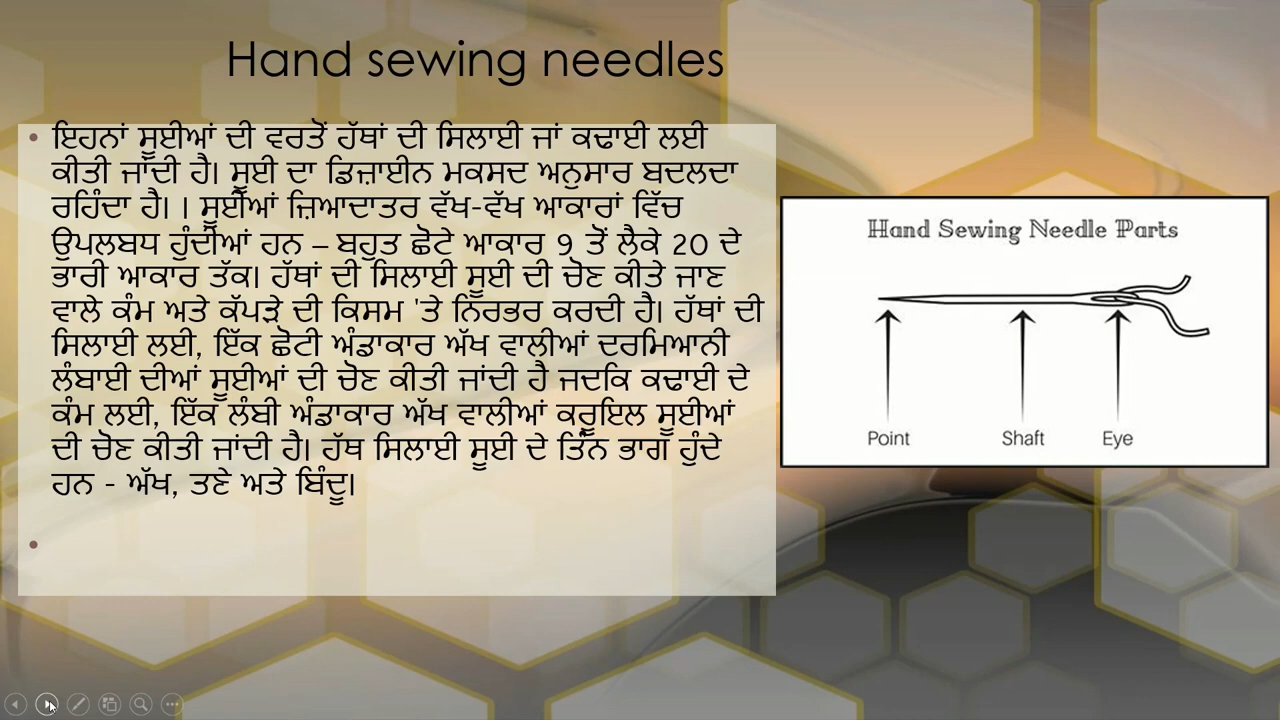 Hand sewing needles
• ਇਹਨਾਂ ਸੂਈਆਂ ਦੀ ਵਰਤੋਂ ਹੱਥਾਂ ਦੀ ਸਿਲਾਈ ਜਾਂ ਕਢਾਈ ਲਈ
ਕੀਤੀ ਜਾਂਦੀ ਹੈ। ਸੂਈ ਦਾ ਡਿਜ਼ਾਈਨ ਮਕਸਦ ਅਨੁਸਾਰ ਬਦਲਦਾ
ਰਹਿੰਦਾ ਹੈ। । ਸੂਈਆਂ ਜ਼ਿਆਦਾਤਰ ਵੱਖ-ਵੱਖ ਆਕਾਰਾਂ ਵਿੱਚ
ਉਪਲਬਧ ਹੁੰਦੀਆਂ ਹਨ – ਬਹੁਤ ਛੋਟੇ ਆਕਾਰ 9 ਤੋਂ ਲੈਕੇ 20 ਦੇ
ਭਾਰੀ ਆਕਾਰ ਤੱਕ। ਹੱਥਾਂ ਦੀ ਸਿਲਾਈ ਸੂਈ ਦੀ ਚੋਣ ਕੀਤੇ ਜਾਣ
ਵਾਲੇ ਕੰਮ ਅਤੇ ਕੱਪੜੇ ਦੀ ਕਿਸਮ 'ਤੇ ਨਿਰਭਰ ਕਰਦੀ ਹੈ। ਹੱਥਾਂ ਦੀ
ਸਿਲਾਈ ਲਈ, ਇੱਕ ਛੋਟੀ ਅੰਡਾਕਾਰ ਅੱਖ ਵਾਲੀਆਂ ਦਰਮਿਆਨੀ
ਲੰਬਾਈ ਦੀਆਂ ਸੂਈਆਂ ਦੀ ਚੋਣ ਕੀਤੀ ਜਾਂਦੀ ਹੈ ਜਦਕਿ ਕਢਾਈ ਦੇ
ਕੰਮ ਲਈ, ਇੱਕ ਲੰਬੀ ਅੰਡਾਕਾਰ ਅੱਖ ਵਾਲੀਆਂ ਕਰੂਇਲ ਸੂਈਆਂ
ਦੀ ਚੋਣ ਕੀਤੀ ਜਾਂਦੀ ਹੈ। ਹੱਥ ਸਿਲਾਈ ਸੂਈ ਦੇ ਤਿੰਨ ਭਾਗ ਹੁੰਦੇ
ਹਨ - ਅੱਖ, ਤਣੇ ਅਤੇ ਬਿੰਦੂ।
Hand Sewing Needle Parts
Point Shaft Eye